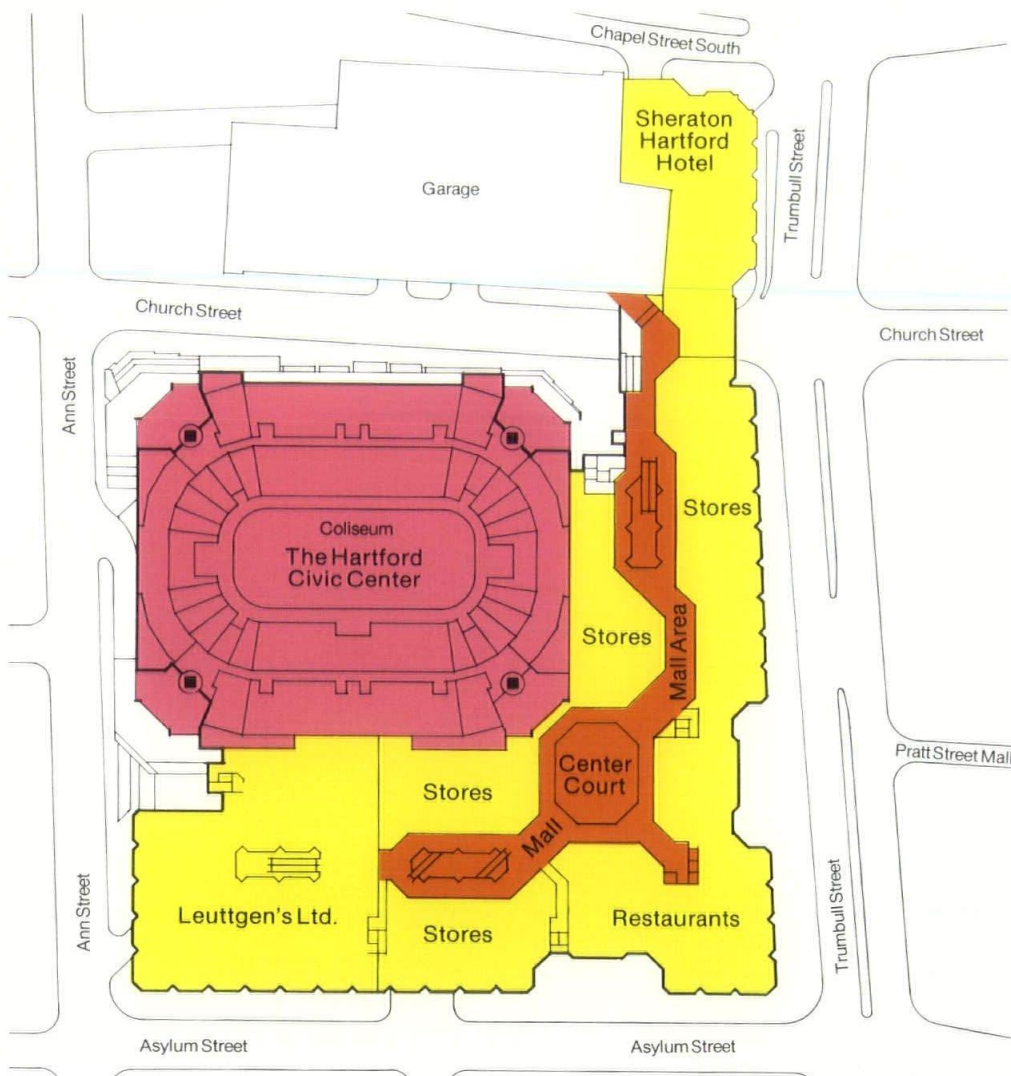 Chapel Street South
Sheraton
Hartford
Hotel
Trumbull Street
Garage
Church Street
Church Street
Ann Street
Stores
Coliseum
The Hartford
Civic Center
Stores
Mall Area
Pratt Street Mall
Center
Court
Stores
Mall
Leuttgen's Ltd.
Restaurants
Stores
Ann Street
Trumbull Street
Asylum Street
Asylum Street